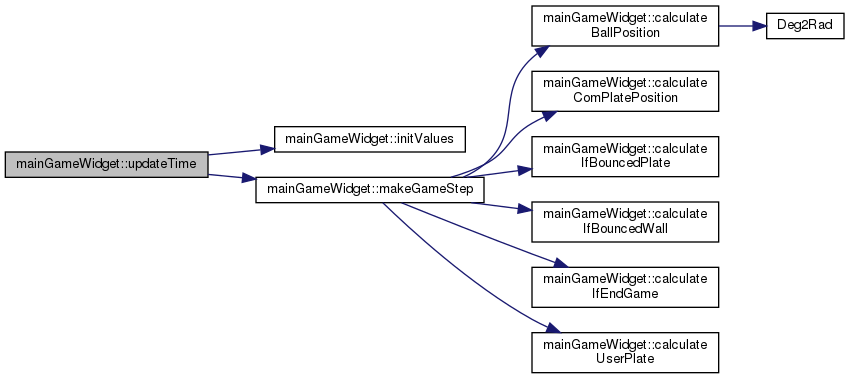 mainGameWidget::updateTime
mainGameWidget::initValues
mainGameWidget::makeGameStep
mainGameWidget::calculate
BallPosition
Deg2Rad
mainGameWidget::calculate
ComPlatePosition
mainGameWidget::calculate
IfBouncedPlate
mainGameWidget::calculate
IfBouncedWall
mainGameWidget::calculate
IfEndGame
mainGameWidget::calculate
UserPlate